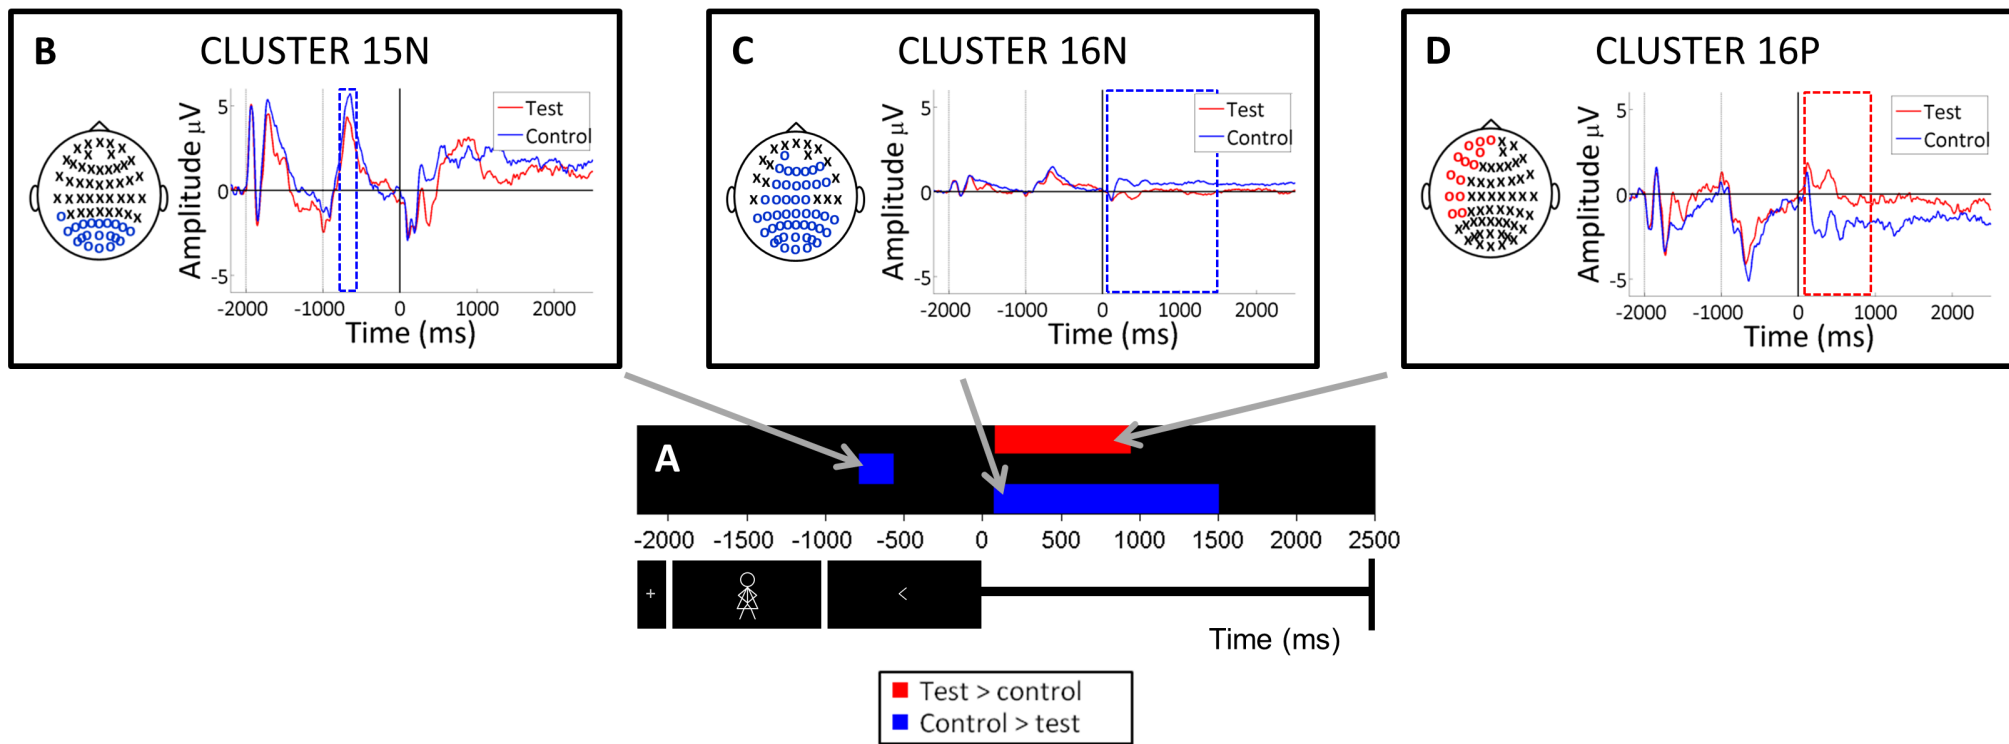 B CLUSTER 15N
Amplitude µV
5
0
-5
Test
Control
-2000 -1000 0 1000 2000
Time (ms)
C CLUSTER 16N
Amplitude µV
5
0
-5
Test
Control
-2000 -1000 0 1000 2000
Time (ms)
D CLUSTER 16P
Amplitude µV
5
0
-5
Test
Control
-2000 -1000 0 1000 2000
Time (ms)
A
-2000 -1500 -1000 -500 0 500 1000 1500 2000 2500
+ <
Time (ms)
Test > control
Control > test